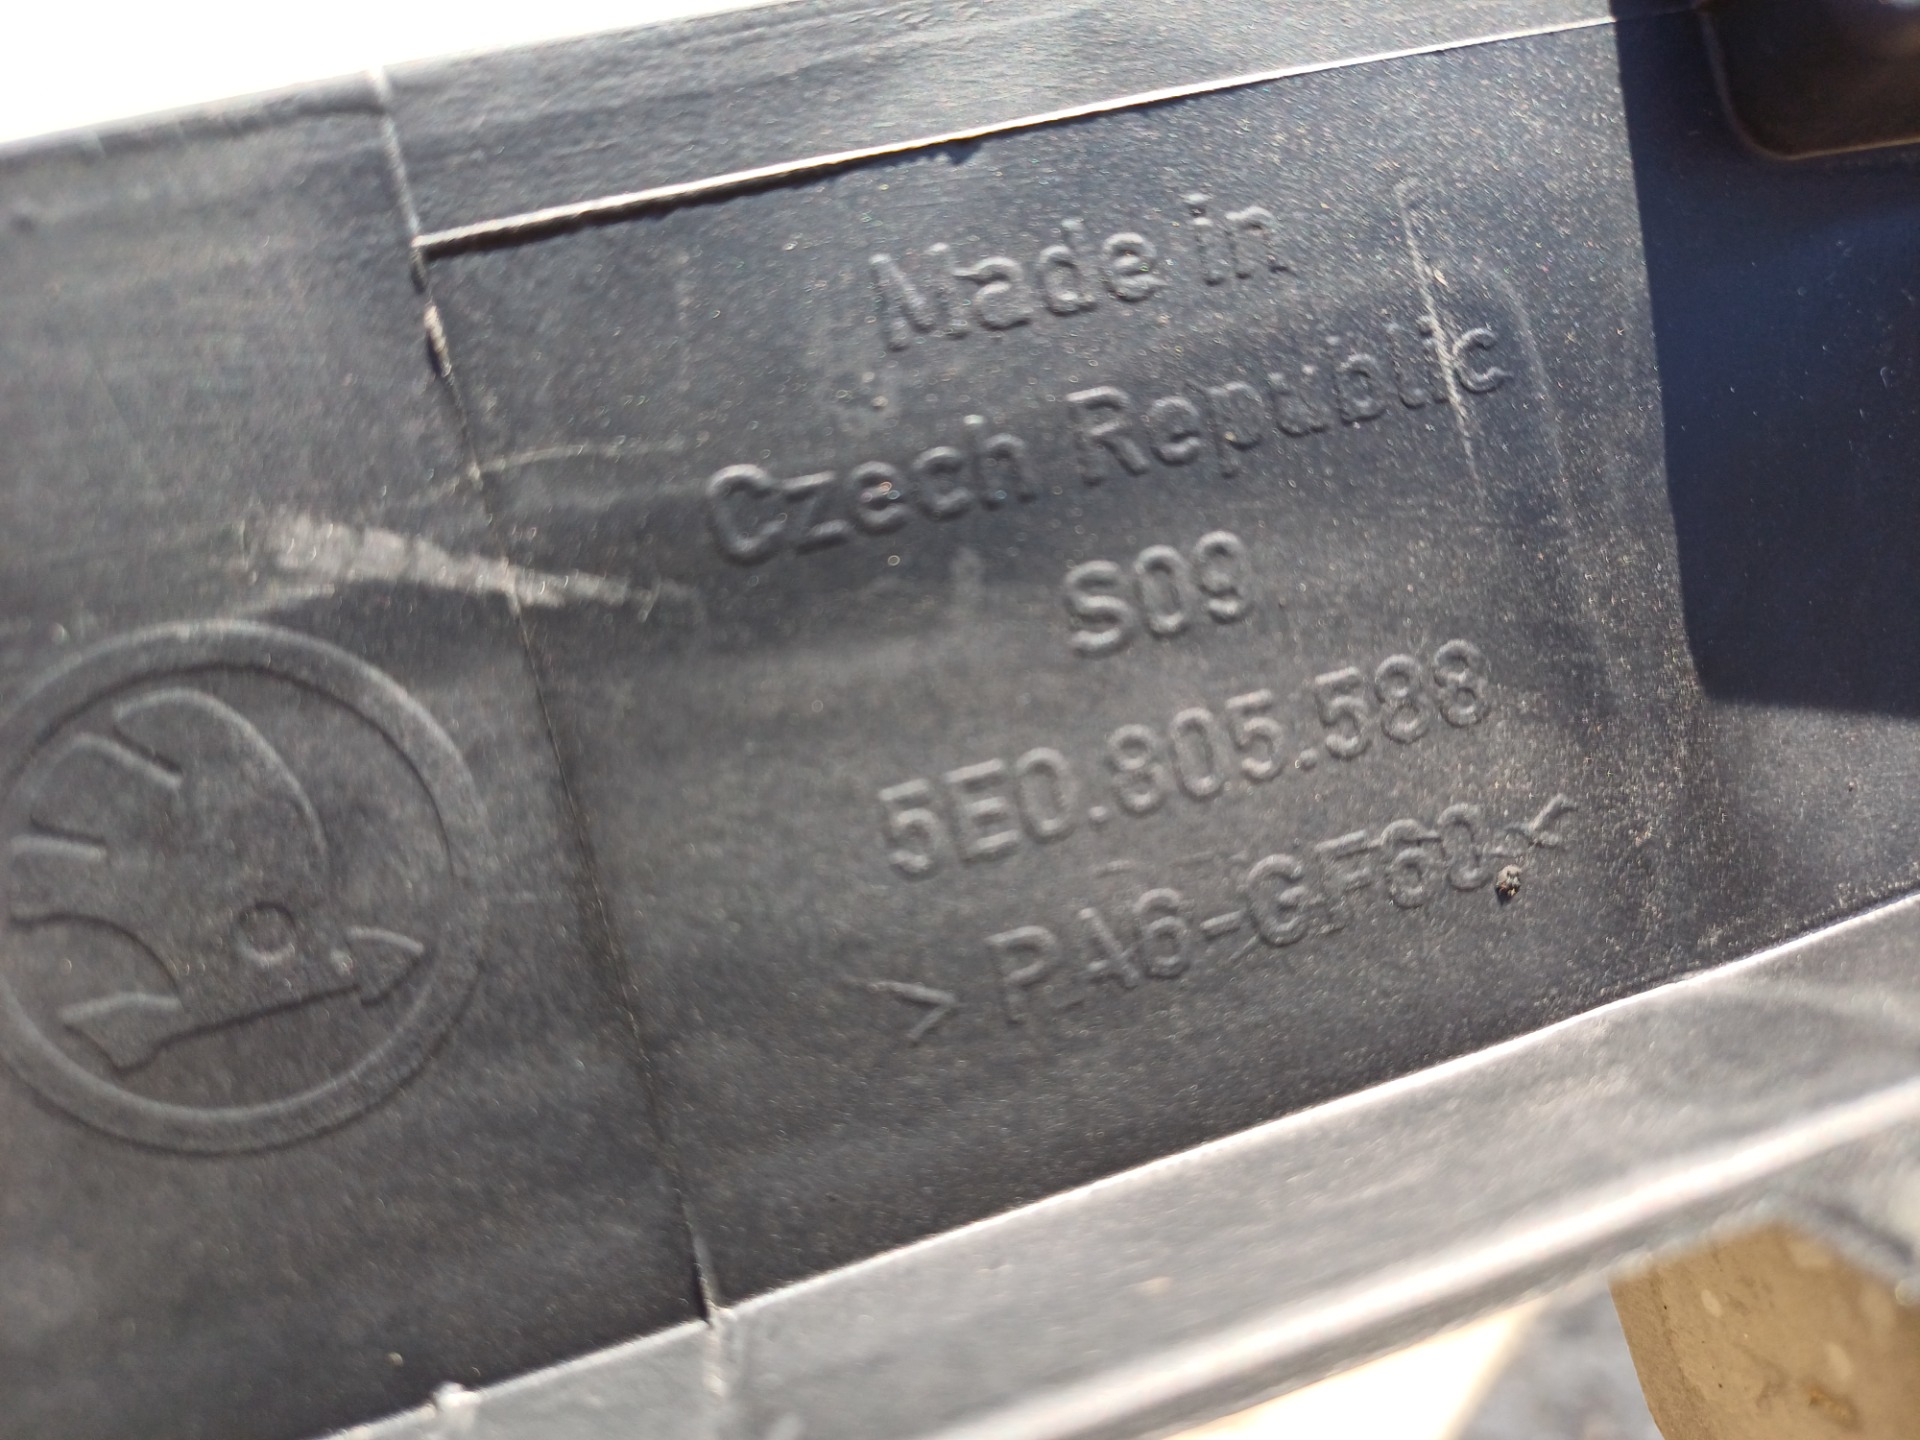 Made in
Czech Republic
S09
5E0.805.588
> PA6-GF60 <